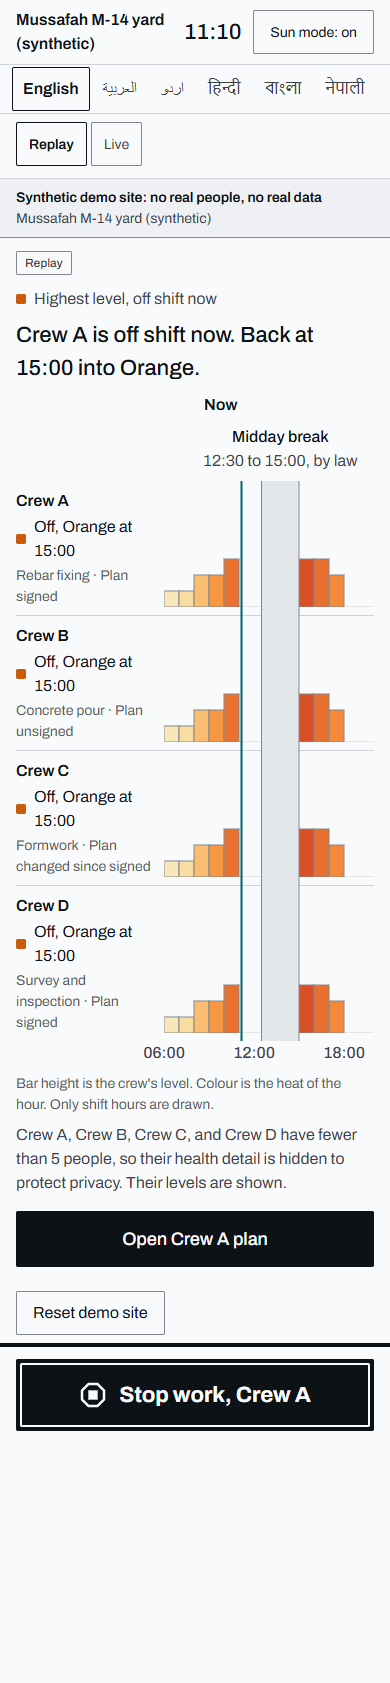 Mussafah M-14 yard
(synthetic)
11:10
Sun mode: on
English
العربية
اردو
हिन्दी
বাংলা
नेपाली
Replay
Live
Synthetic demo site: no real people, no real data
Mussafah M-14 yard (synthetic)
Replay
Highest level, off shift now
Crew A is off shift now. Back at
15:00 into Orange.
Now
Midday break
12:30 to 15:00, by law
Crew A
Off, Orange at
15:00
Rebar fixing · Plan
signed
Crew B
Off, Orange at
15:00
Concrete pour · Plan
unsigned
Crew C
Off, Orange at
15:00
Formwork · Plan
changed since signed
Crew D
Off, Orange at
15:00
Survey and
inspection · Plan
signed
06:00
12:00
18:00
Bar height is the crew's level. Colour is the heat of the
hour. Only shift hours are drawn.
Crew A, Crew B, Crew C, and Crew D have fewer
than 5 people, so their health detail is hidden to
protect privacy. Their levels are shown.
Open Crew A plan
Reset demo site
Stop work, Crew A